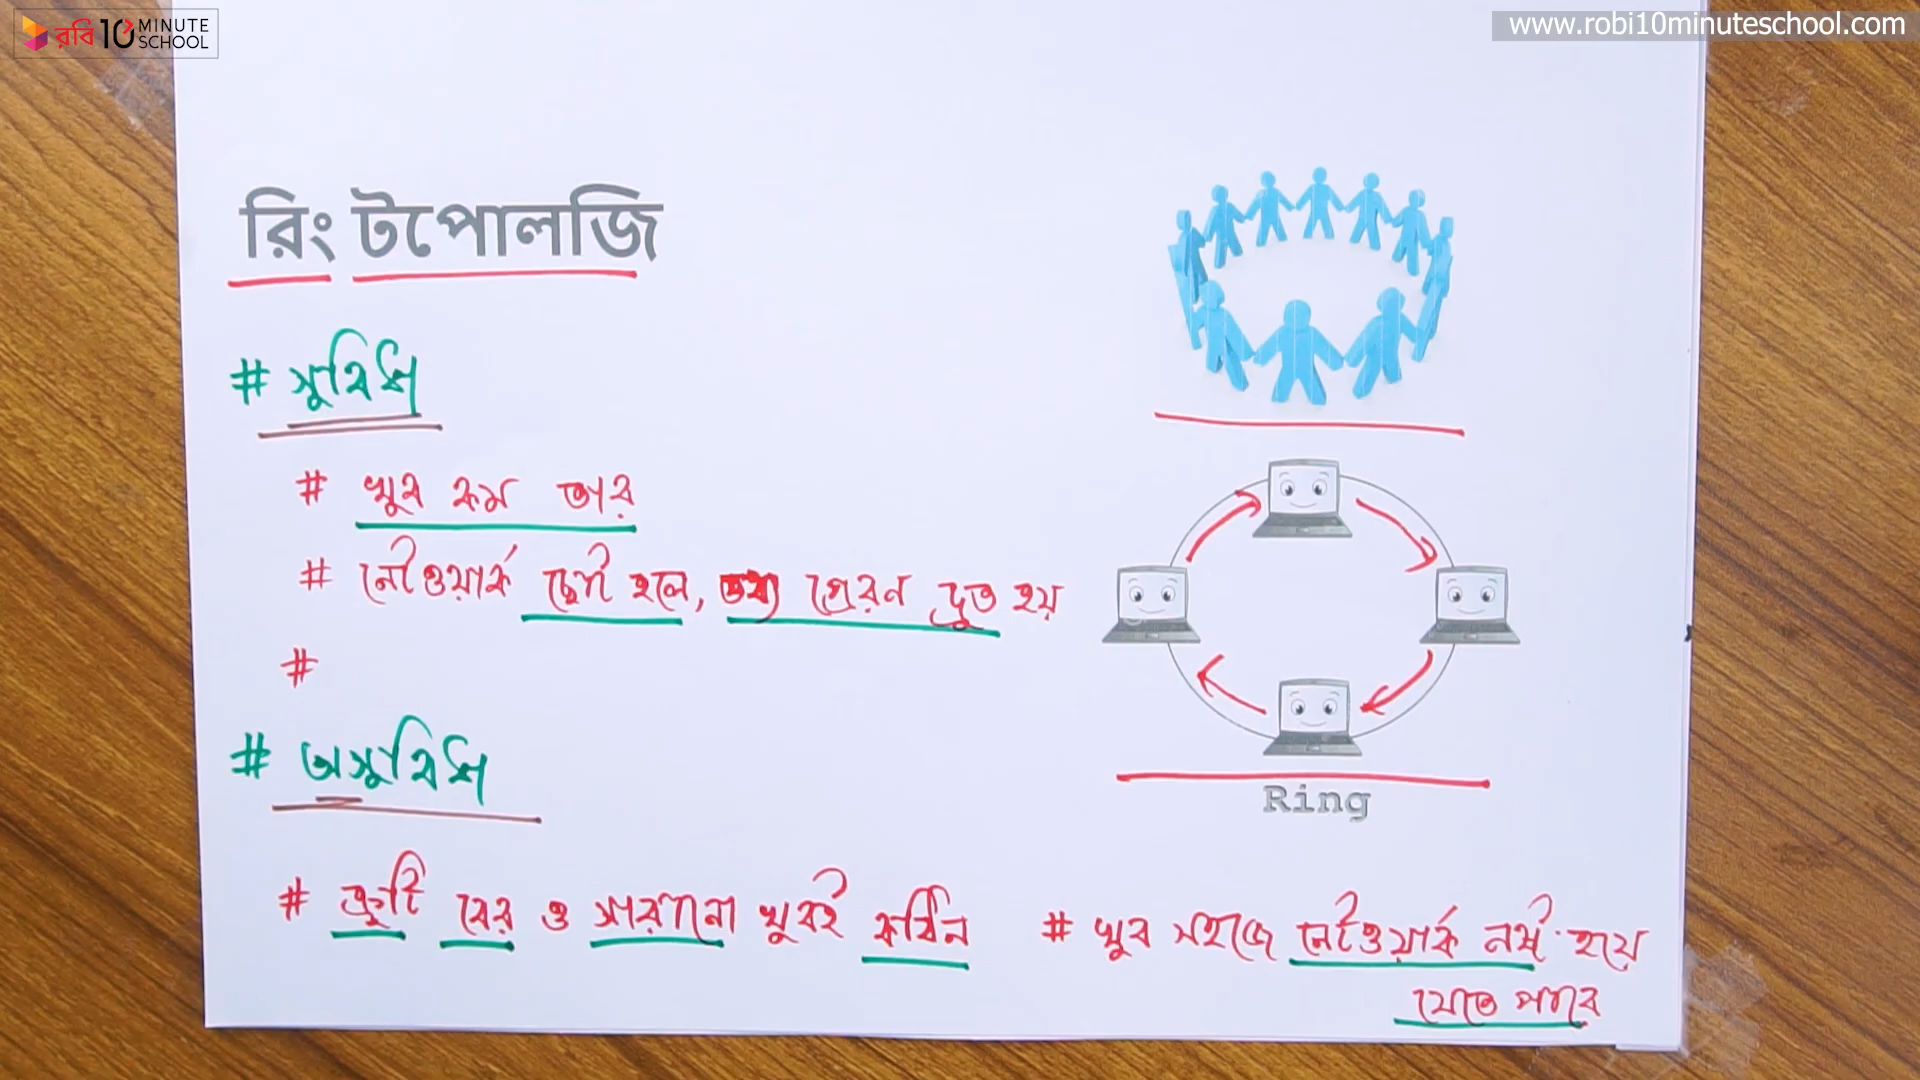 রবি 10 MINUTE SCHOOL
www.robi10minuteschool.com
রিং টপোলজি
# সুবিধা
# খুব কম তার
# নেটওয়ার্ক ছোট হলে, তথ্য প্রেরন দ্রুত হয়
#
# অসুবিধা
# ত্রুটি বের ও সারানো খুবই কঠিন
Ring
# খুব সহজে নেটওয়ার্ক নষ্ট হয়ে
যেতে পারে